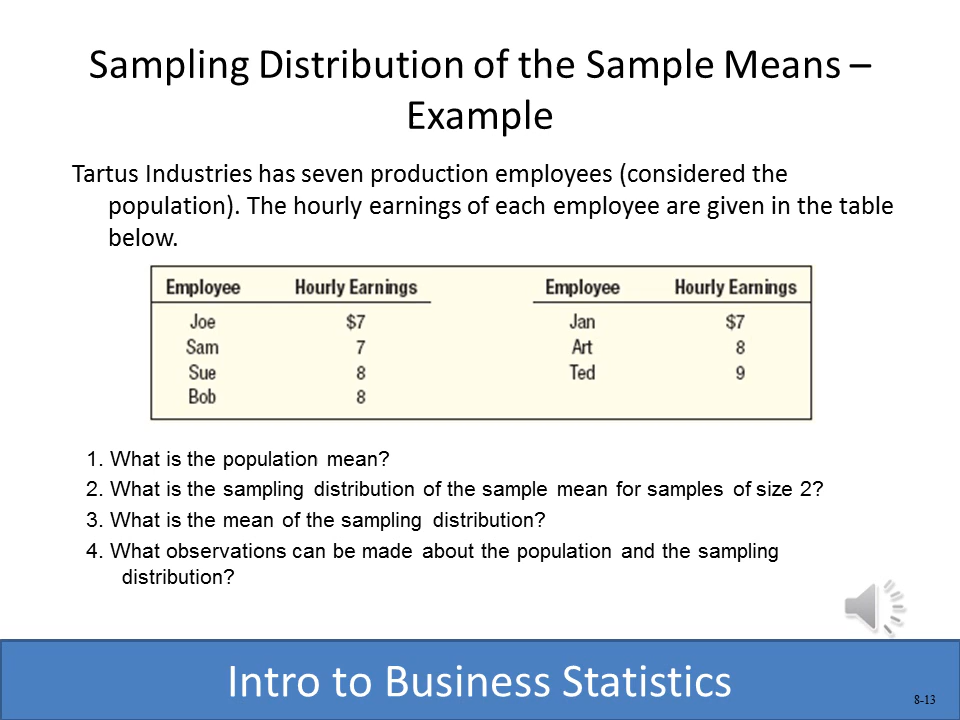 Sampling Distribution of the Sample Means –
Example
Tartus Industries has seven production employees (considered the
population). The hourly earnings of each employee are given in the table
below.
Employee Hourly Earnings Employee Hourly Earnings
Joe $7 Jan $7
Sam 7 Art 8
Sue 8 Ted 9
Bob 8
1. What is the population mean?
2. What is the sampling distribution of the sample mean for samples of size 2?
3. What is the mean of the sampling distribution?
4. What observations can be made about the population and the sampling
distribution?
Intro to Business Statistics
8-13